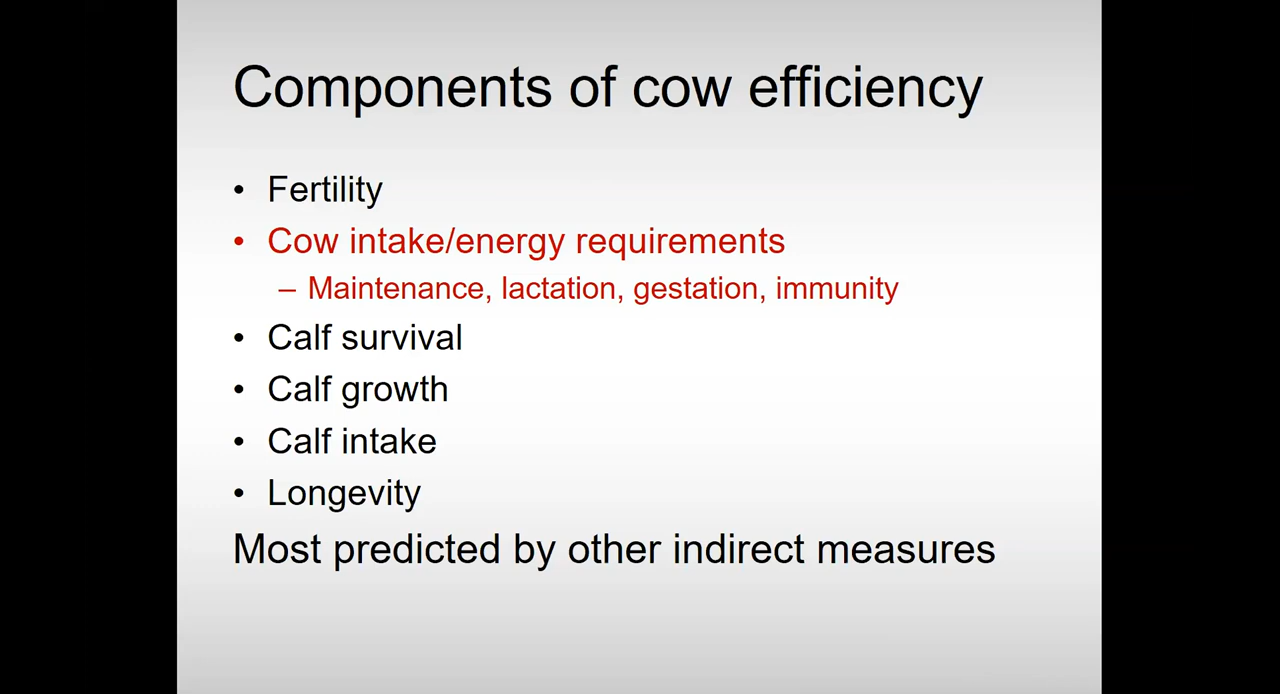 Components of cow efficiency
• Fertility
• Cow intake/energy requirements
– Maintenance, lactation, gestation, immunity
• Calf survival
• Calf growth
• Calf intake
• Longevity
Most predicted by other indirect measures